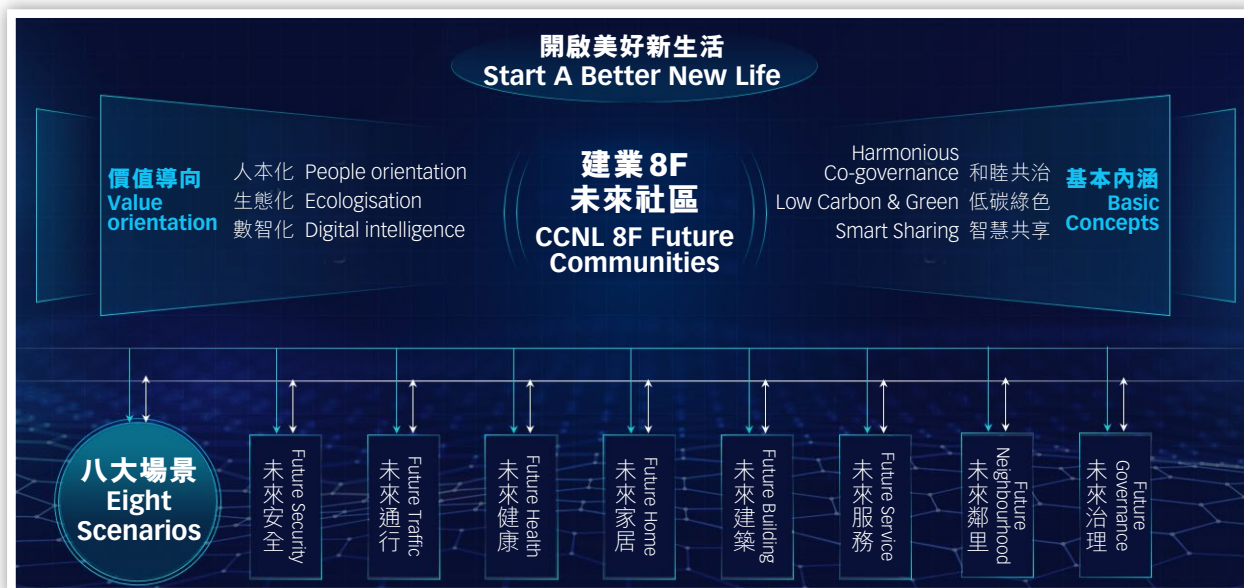 開啟美好新生活
Start A Better New Life
價值導向
Value
orientation
人本化 People orientation
生態化 Ecologisation
數智化 Digital intelligence
建業 8F
未來社區
CCNL 8F Future
Communities
Harmonious
Co-governance 和睦共治
Low Carbon & Green 低碳綠色
Smart Sharing 智慧共享
基本內涵
Basic
Concepts
八大場景
Eight
Scenarios
Future Security
未來安全
Future Traffic
未來通行
Future Health
未來健康
Future Home
未來家居
Future Building
未來建築
Future Service
未來服務
Future
Neighbourhood
未來鄰里
Future
Governance
未來治理